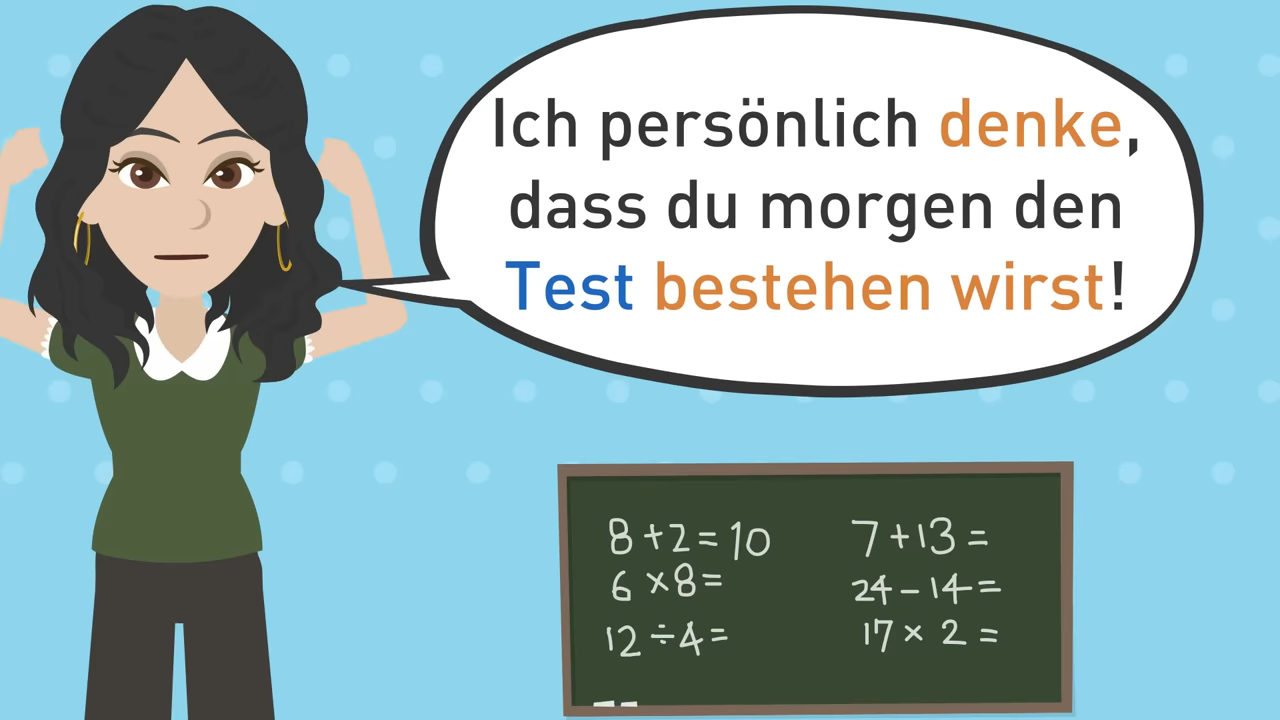 Ich persönlich denke,
dass du morgen den
Test bestehen wirst!
8+2=10
6×8=
12÷4=
7+13=
24-14=
17×2=